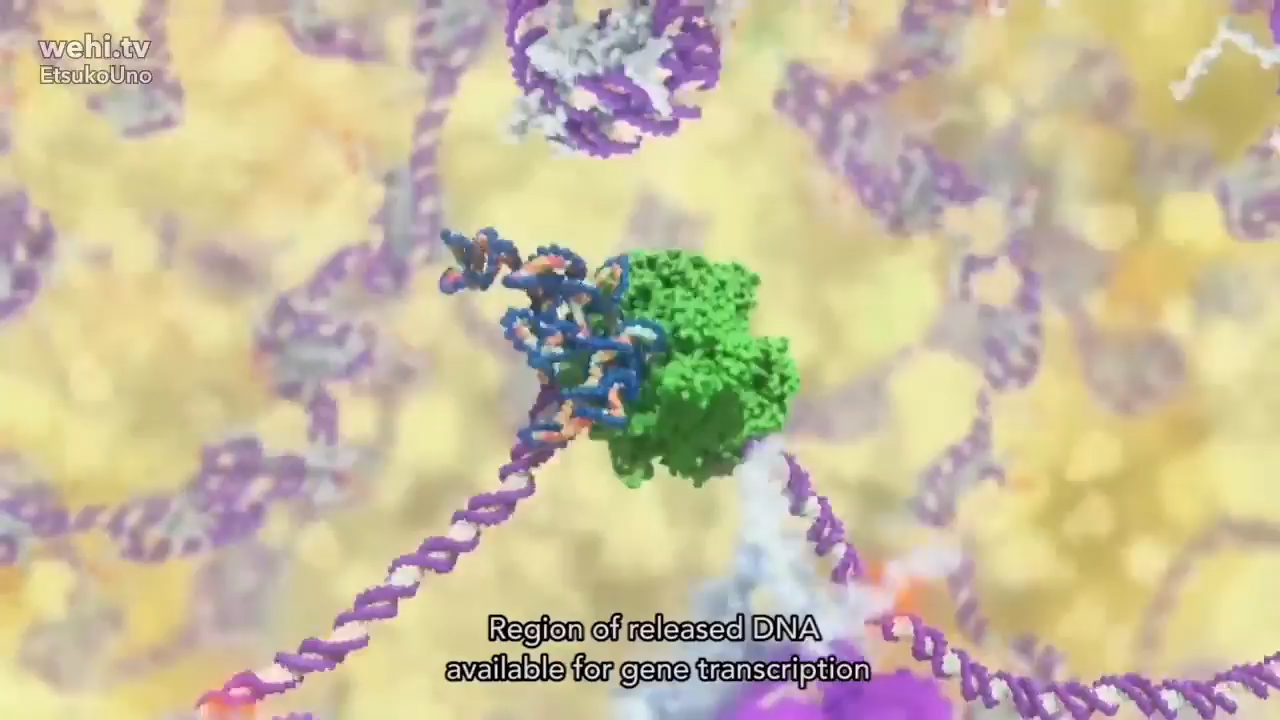 wehi.tv
EtsukoUno
Region of released DNA
available for gene transcription